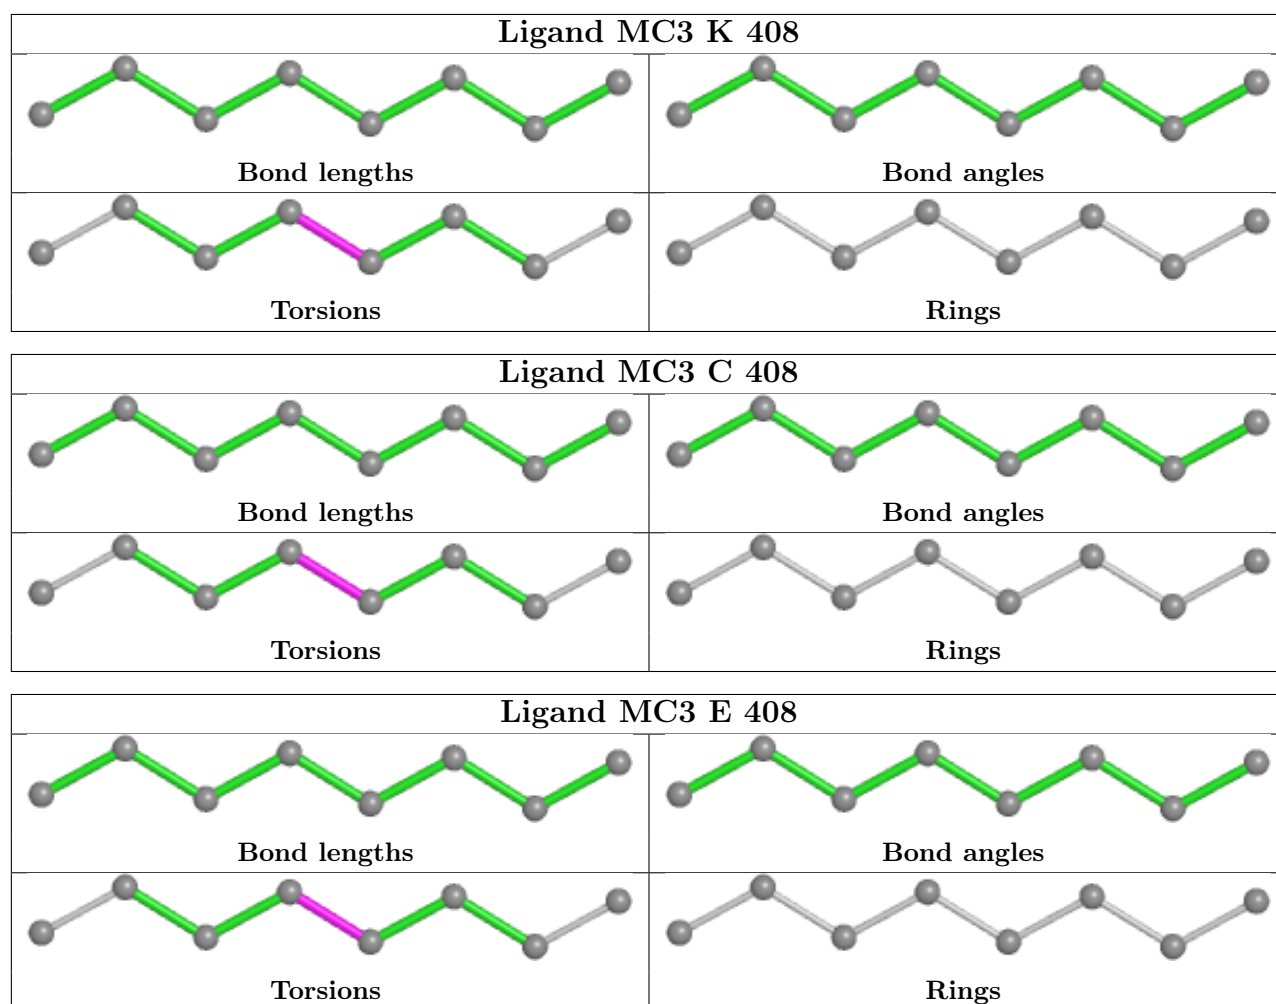 Ligand MC3 K 408
Bond lengths
Bond angles
Torsions
Rings
Ligand MC3 C 408
Bond lengths
Bond angles
Torsions
Rings
Ligand MC3 E 408
Bond lengths
Bond angles
Torsions
Rings